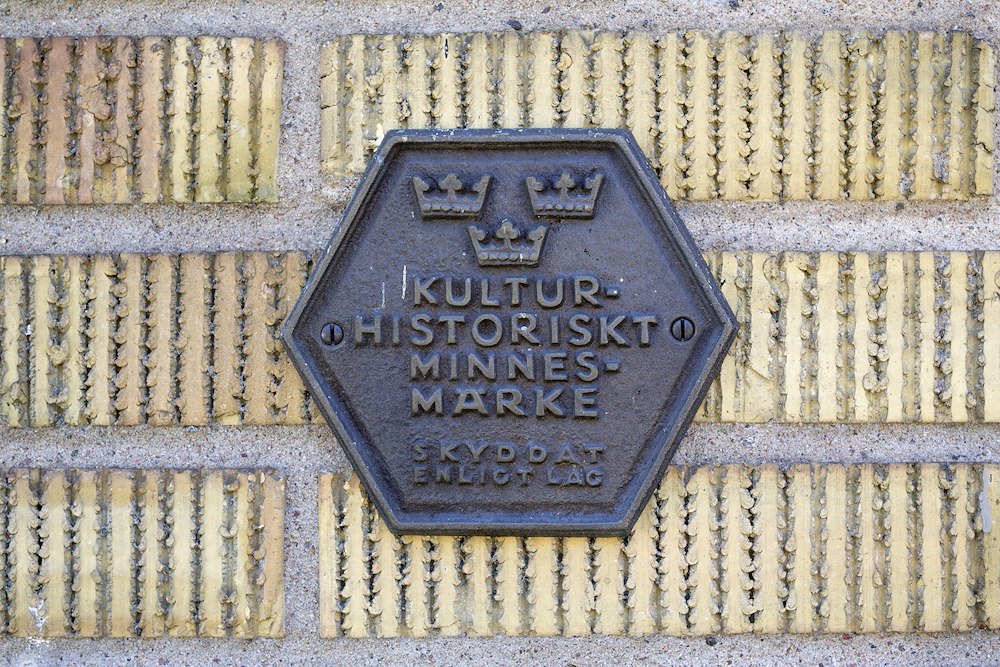 KULTUR-
HISTORISKT
MINNES-
MÄRKE
SKYDDAT
ENLIGT LAG